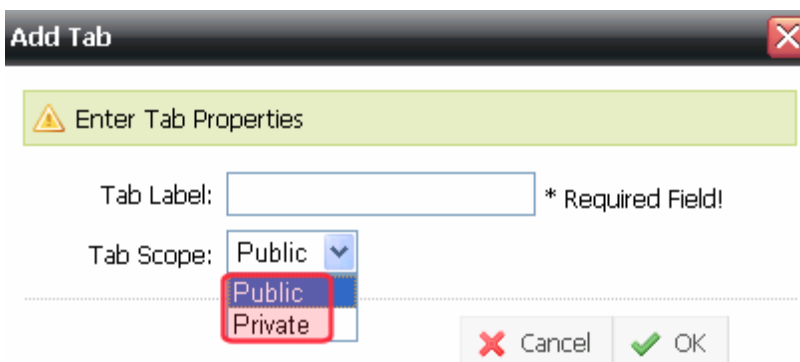 Add Tab
Enter Tab Properties
Tab Label: * Required Field!
Tab Scope: Public
Public
Private
Cancel OK